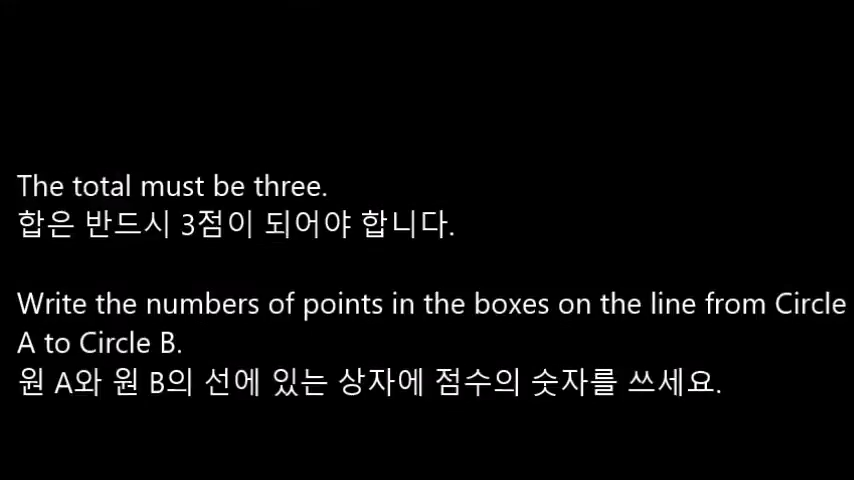 The total must be three.
합은 반드시 3점이 되어야 합니다.
Write the numbers of points in the boxes on the line from Circle
A to Circle B.
원 A와 원 B의 선에 있는 상자에 점수의 숫자를 쓰세요.